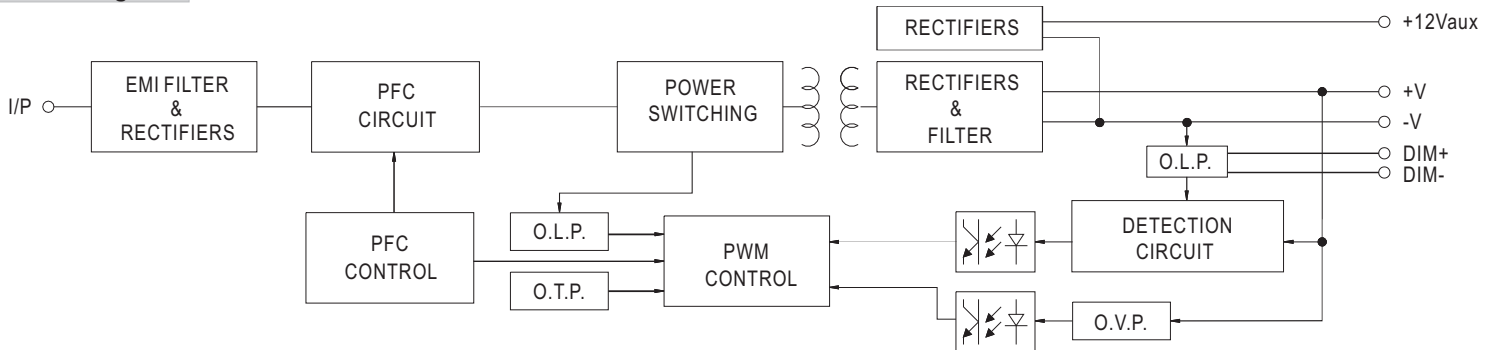 RECTIFIERS
+12Vaux
I/P
EMI FILTER
&
RECTIFIERS
PFC
CIRCUIT
POWER
SWITCHING
RECTIFIERS
&
FILTER
+V
-V
O.L.P.
DIM+
DIM-
PFC
CONTROL
O.L.P.
O.T.P.
PWM
CONTROL
DETECTION
CIRCUIT
O.V.P.